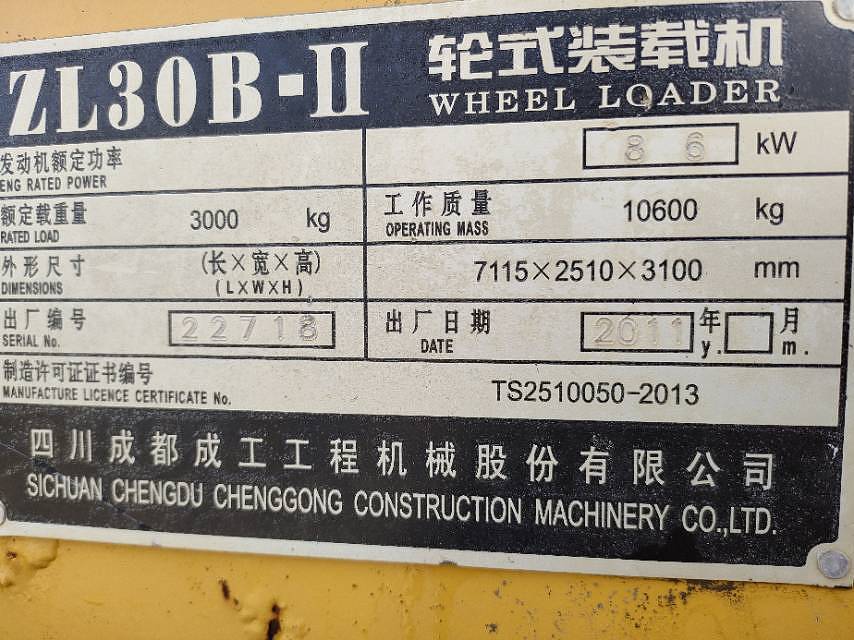 ZL30B-II 轮式装载机
WHEEL LOADER
发动机额定功率 86 kW
ENG RATED POWER
额定载重量 3000 kg 工作质量 10600 kg
RATED LOAD OPERATING MASS
外形尺寸 (长×宽×高) 7115×2510×3100 mm
DIMENSIONS (L×W×H)
出厂编号 22718 出厂日期 2011 年 月
SERIAL No. DATE y. m.
制造许可证证书编号 TS2510050-2013
MANUFACTURE LICENCE CERTIFICATE No.
四川成都成工工程机械股份有限公司
SICHUAN CHENGDU CHENGGONG CONSTRUCTION MACHINERY CO.,LTD.